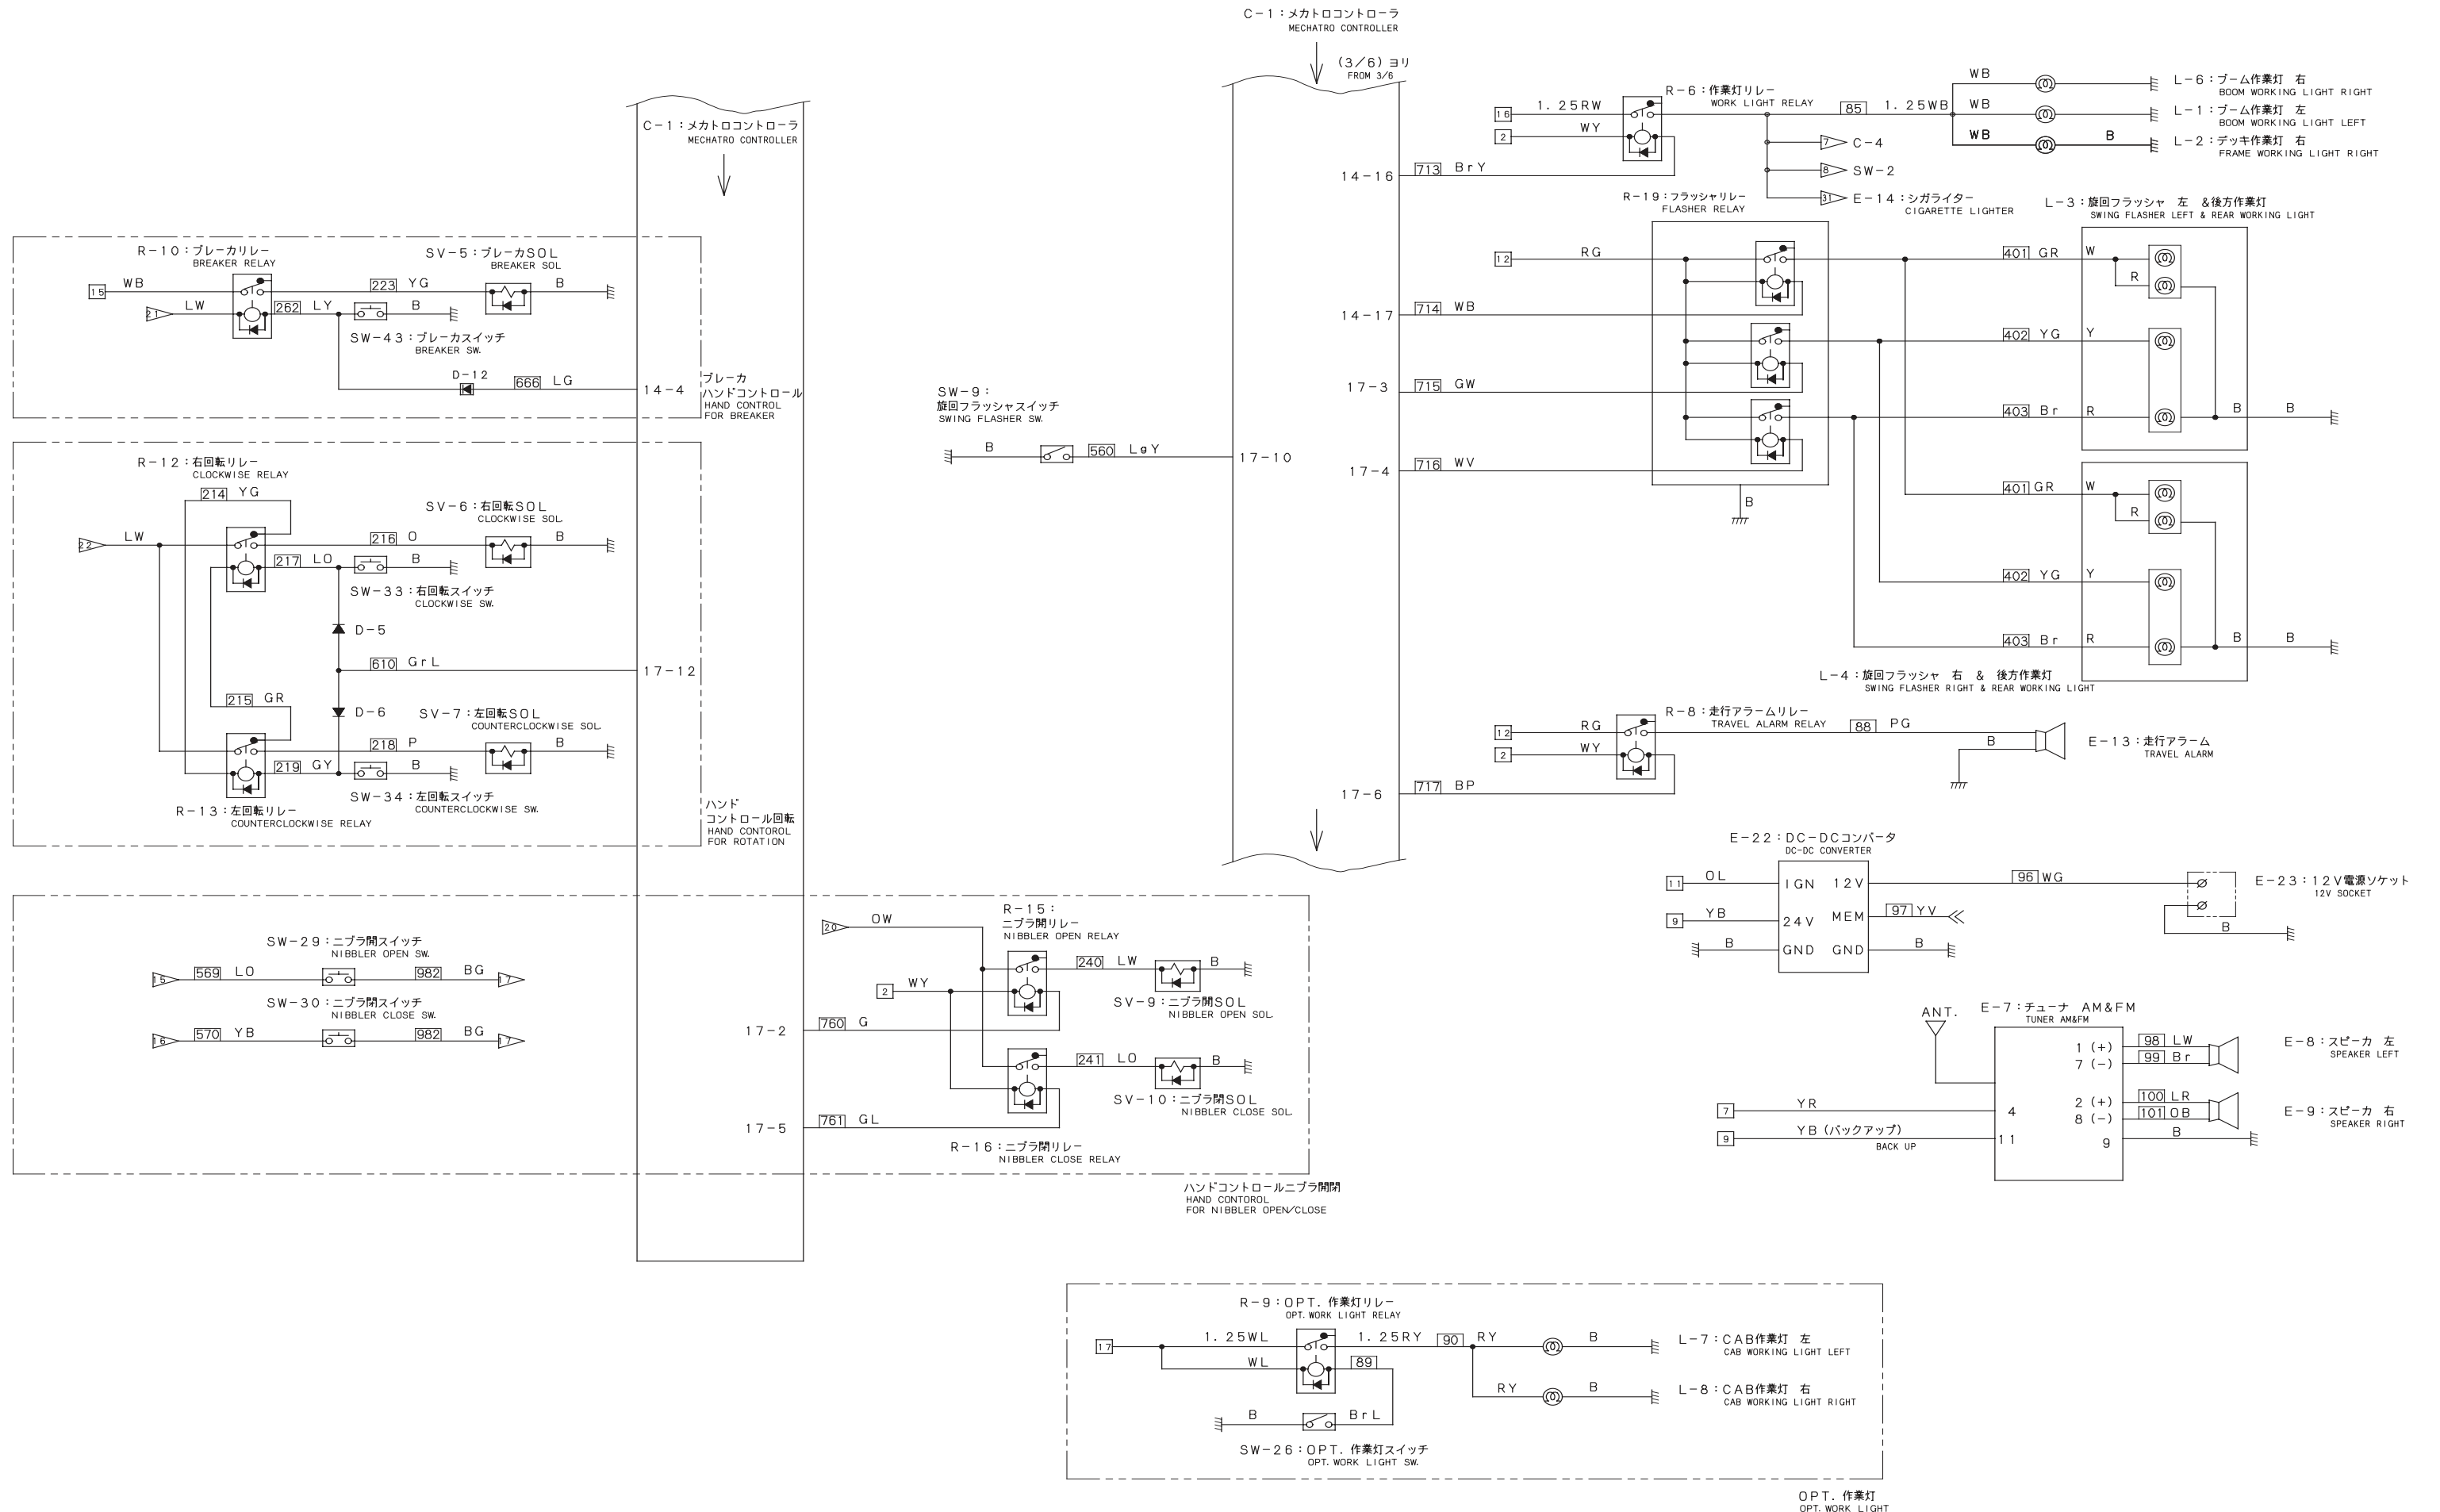 C-1：メカトロコントローラ
MECHATRO CONTROLLER
(3/6) ヨリ
FROM 3/6
C-1：メカトロコントローラ
MECHATRO CONTROLLER
R-10：ブレーカリレー
BREAKER RELAY
SV-5：ブレーカSOL
BREAKER SOL
15
WB
223
YG
B
21
LW
262
LY
B
SW-43：ブレーカスイッチ
BREAKER SW.
D-12
666
LG
14-4
ブレーカ
ハンドコントロール
HAND CONTROL
FOR BREAKER
R-12：右回転リレー
CLOCKWISE RELAY
214
YG
SV-6：右回転SOL
CLOCKWISE SOL.
22
LW
216
O
B
217
LO
B
SW-33：右回転スイッチ
CLOCKWISE SW.
D-5
610
GrL
17-12
215
GR
D-6
SV-7：左回転SOL
COUNTERCLOCKWISE SOL.
218
P
B
219
GY
B
SW-34：左回転スイッチ
COUNTERCLOCKWISE SW.
R-13：左回転リレー
COUNTERCLOCKWISE RELAY
ハンド
コントロール回転
HAND CONTOROL
FOR ROTATION
SW-29：ニブラ開スイッチ
NIBBLER OPEN SW.
15
569
LO
982
BG
17
SW-30：ニブラ閉スイッチ
NIBBLER CLOSE SW.
16
570
YB
982
BG
17
20
OW
R-15：
ニブラ開リレー
NIBBLER OPEN RELAY
2
WY
240
LW
B
SV-9：ニブラ開SOL
NIBBLER OPEN SOL.
17-2
760
G
241
LO
B
SV-10：ニブラ閉SOL
NIBBLER CLOSE SOL.
17-5
761
GL
R-16：ニブラ閉リレー
NIBBLER CLOSE RELAY
ハンドコントロールニブラ開閉
HAND CONTOROL
FOR NIBBLER OPEN/CLOSE
SW-9：
旋回フラッシャスイッチ
SWING FLASHER SW.
B
560
LgY
17-10
R-6：作業灯リレー
WORK LIGHT RELAY
16
1.25RW
2
WY
85
1.25WB
WB
L-6：ブーム作業灯 右
BOOM WORKING LIGHT RIGHT
WB
L-1：ブーム作業灯 左
BOOM WORKING LIGHT LEFT
WB
B
L-2：デッキ作業灯 右
FRAME WORKING LIGHT RIGHT
7
C-4
8
SW-2
31
E-14：シガライター
CIGARETTE LIGHTER
14-16
713
BrY
R-19：フラッシャリレー
FLASHER RELAY
12
RG
14-17
714
WB
17-3
715
GW
17-4
716
WV
B
L-3：旋回フラッシャ 左 &後方作業灯
SWING FLASHER LEFT & REAR WORKING LIGHT
401
GR
W
R
402
YG
Y
403
Br
R
B
B
401
GR
W
R
402
YG
Y
403
Br
R
B
B
L-4：旋回フラッシャ 右 & 後方作業灯
SWING FLASHER RIGHT & REAR WORKING LIGHT
R-8：走行アラームリレー
TRAVEL ALARM RELAY
12
RG
2
WY
88
PG
B
E-13：走行アラーム
TRAVEL ALARM
17-6
717
BP
E-22：DC-DCコンバータ
DC-DC CONVERTER
11
OL
IGN
12V
96
WG
E-23：12V電源ソケット
12V SOCKET
9
YB
24V
MEM
97
YV
B
B
GND
GND
B
ANT.
E-7：チューナ AM&FM
TUNER AM&FM
1 (+)
98
LW
7 (-)
99
Br
E-8：スピーカ 左
SPEAKER LEFT
2 (+)
100
LR
8 (-)
101
OB
E-9：スピーカ 右
SPEAKER RIGHT
7
YR
4
9
YB (バックアップ)
BACK UP
11
9
B
R-9：OPT. 作業灯リレー
OPT. WORK LIGHT RELAY
17
1.25WL
1.25RY
90
RY
B
L-7：CAB作業灯 左
CAB WORKING LIGHT LEFT
WL
89
RY
B
L-8：CAB作業灯 右
CAB WORKING LIGHT RIGHT
B
BrL
SW-26：OPT. 作業灯スイッチ
OPT. WORK LIGHT SW.
OPT. 作業灯
OPT. WORK LIGHT